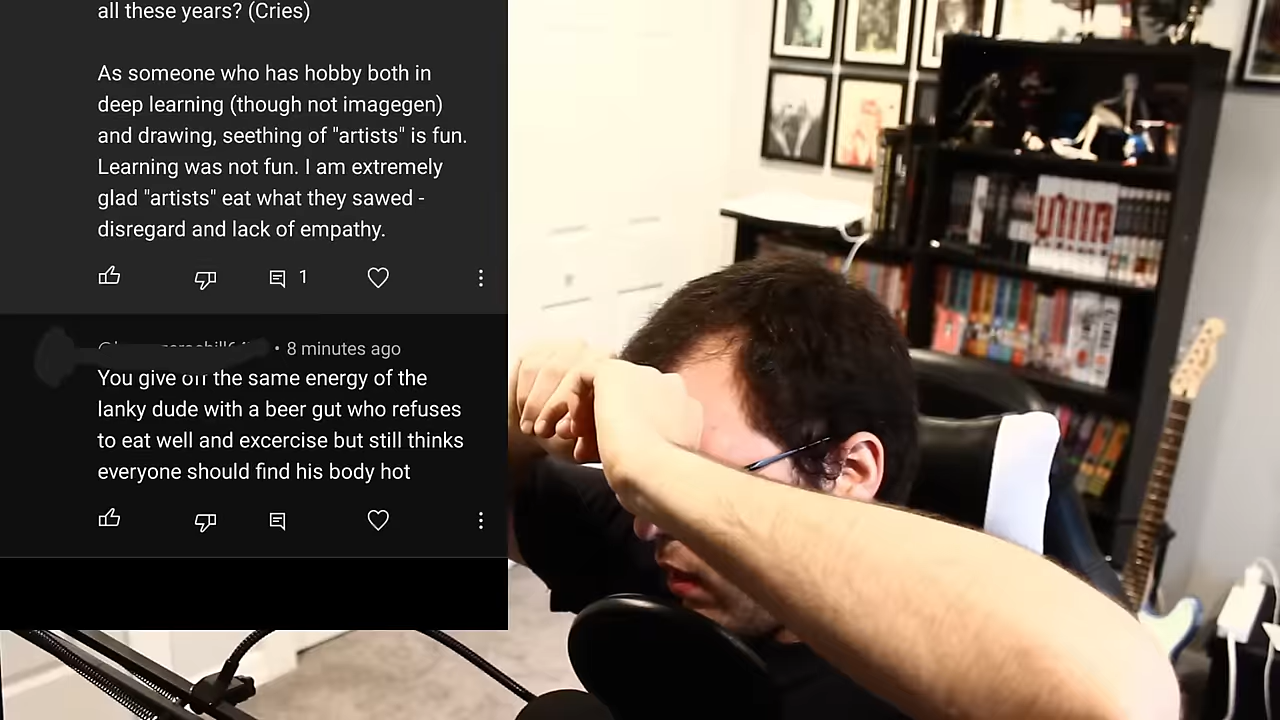 all these years? (Cries)
As someone who has hobby both in
deep learning (though not imagegen)
and drawing, seething of "artists" is fun.
Learning was not fun. I am extremely
glad "artists" eat what they sawed -
disregard and lack of empathy.
1
• 8 minutes ago
You give off the same energy of the
lanky dude with a beer gut who refuses
to eat well and excercise but still thinks
everyone should find his body hot